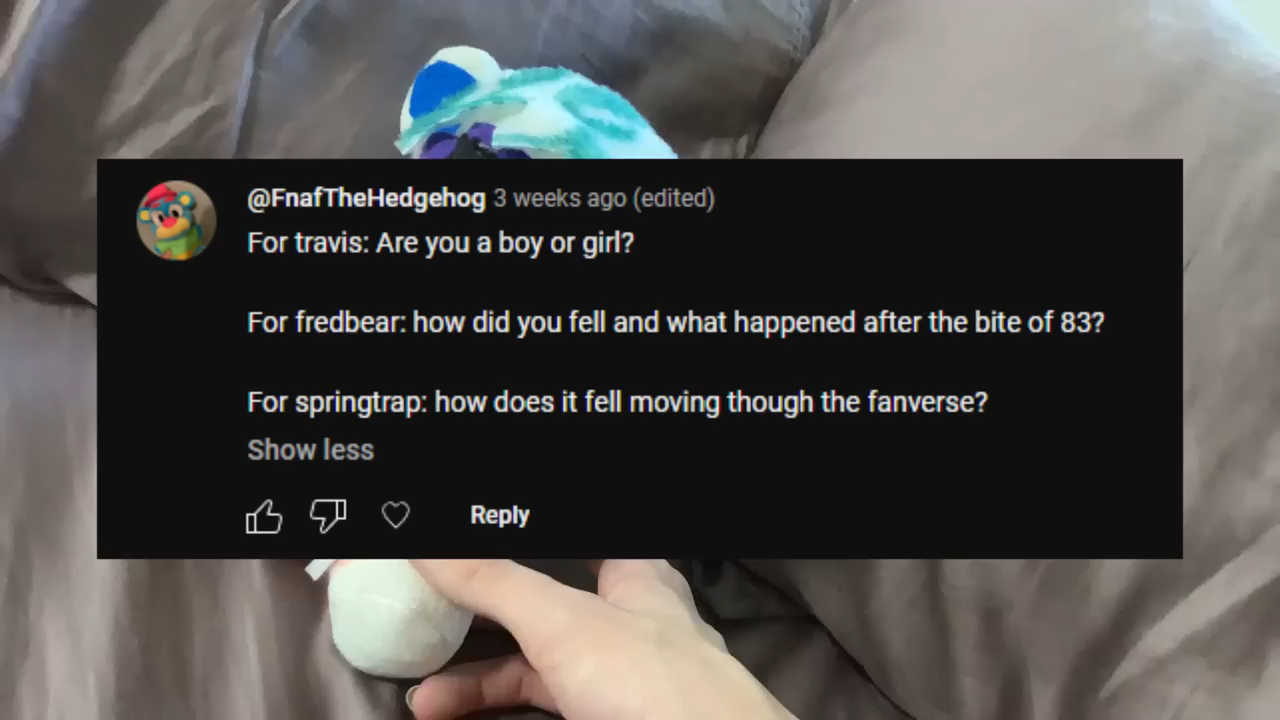 @FnafTheHedgehog 3 weeks ago (edited)
For travis: Are you a boy or girl?
For fredbear: how did you fell and what happened after the bite of 83?
For springtrap: how does it fell moving though the fanverse?
Show less
Reply